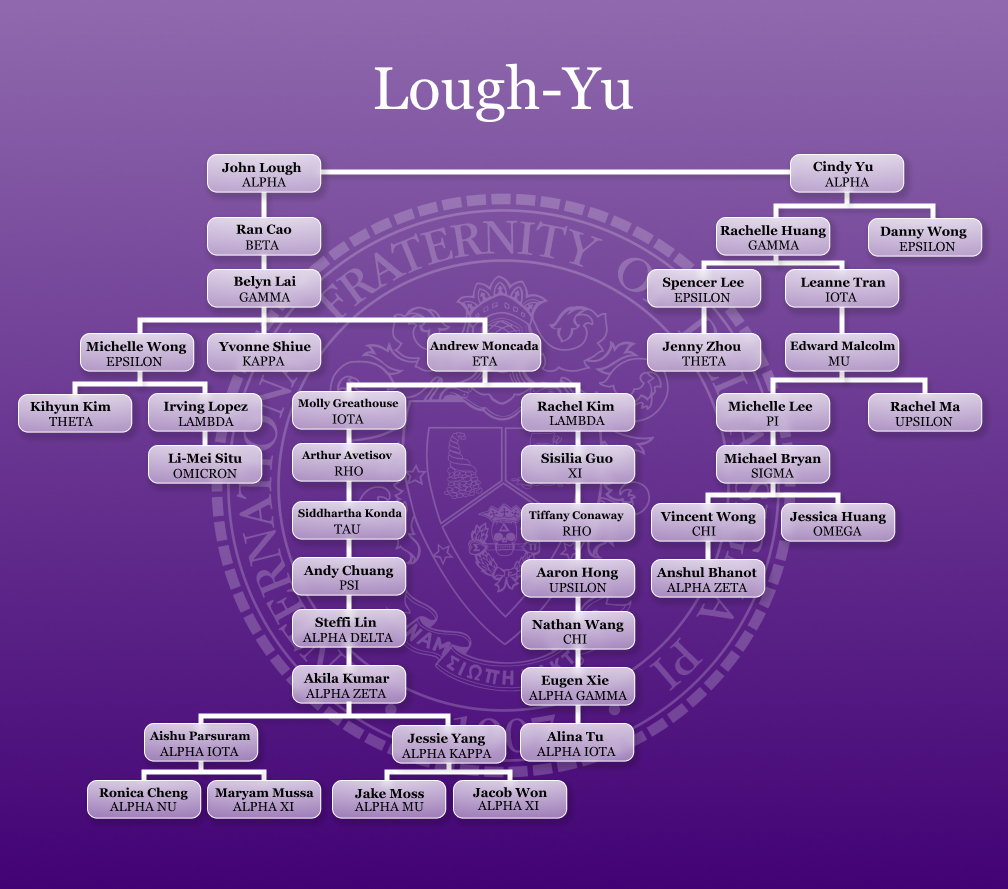 Lough-Yu
John Lough
ALPHA
Cindy Yu
ALPHA
Ran Cao
BETA
Rachelle Huang
GAMMA
Danny Wong
EPSILON
Belyn Lai
GAMMA
Spencer Lee
EPSILON
Leanne Tran
IOTA
Michelle Wong
EPSILON
Yvonne Shiue
KAPPA
Andrew Moncada
ETA
Jenny Zhou
THETA
Edward Malcolm
MU
Kihyun Kim
THETA
Irving Lopez
LAMBDA
Molly Greathouse
IOTA
Rachel Kim
LAMBDA
Michelle Lee
PI
Rachel Ma
UPSILON
Li-Mei Situ
OMICRON
Arthur Avetisov
RHO
Sisilia Guo
XI
Michael Bryan
SIGMA
Siddhartha Konda
TAU
Tiffany Conaway
RHO
Vincent Wong
CHI
Jessica Huang
OMEGA
Andy Chuang
PSI
Aaron Hong
UPSILON
Anshul Bhanot
ALPHA ZETA
Steffi Lin
ALPHA DELTA
Nathan Wang
CHI
Akila Kumar
ALPHA ZETA
Eugen Xie
ALPHA GAMMA
Aishu Parsuram
ALPHA IOTA
Jessie Yang
ALPHA KAPPA
Alina Tu
ALPHA IOTA
Ronica Cheng
ALPHA NU
Maryam Mussa
ALPHA XI
Jake Moss
ALPHA MU
Jacob Won
ALPHA XI
FRATERNITY
PI